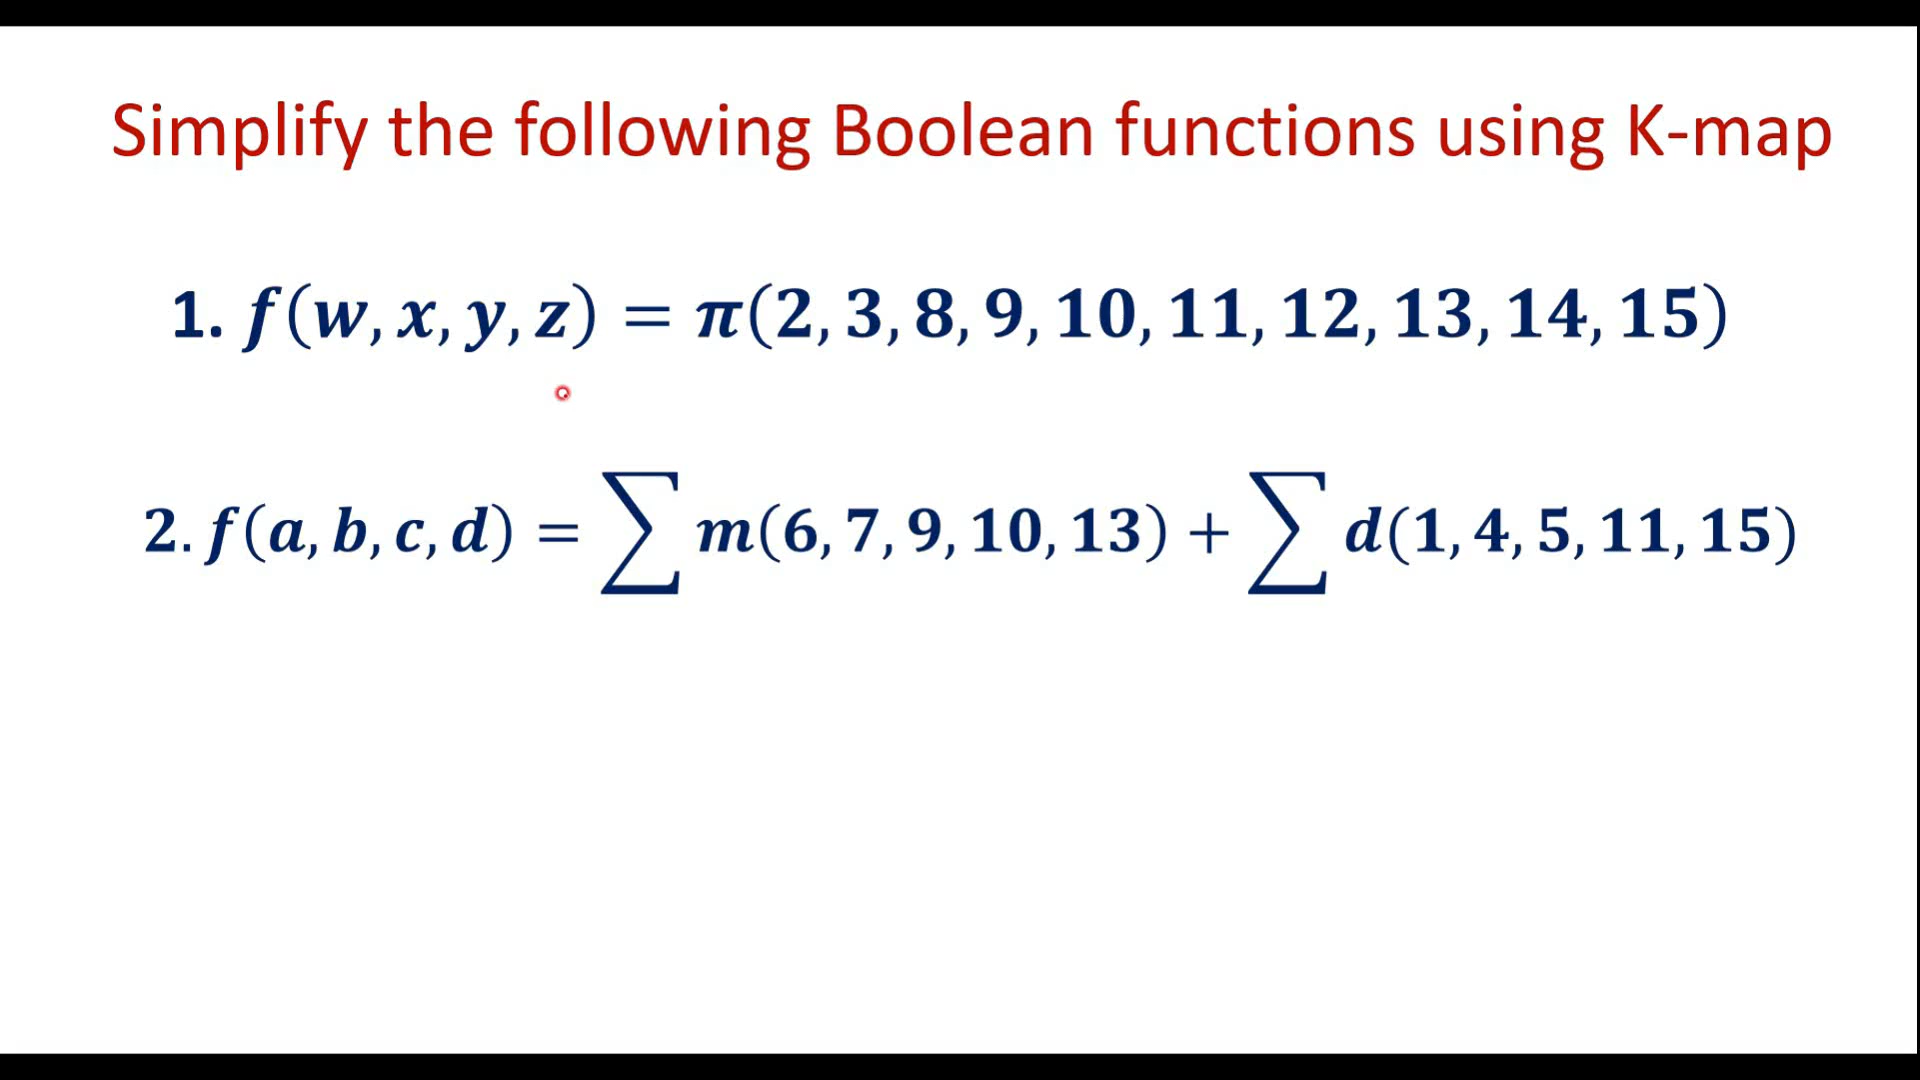 Simplify the following Boolean functions using K-map
1. f(w, x, y, z) = π(2, 3, 8, 9, 10, 11, 12, 13, 14, 15)
2. f(a, b, c, d) = ∑ m(6, 7, 9, 10, 13) + ∑ d(1, 4, 5, 11, 15)